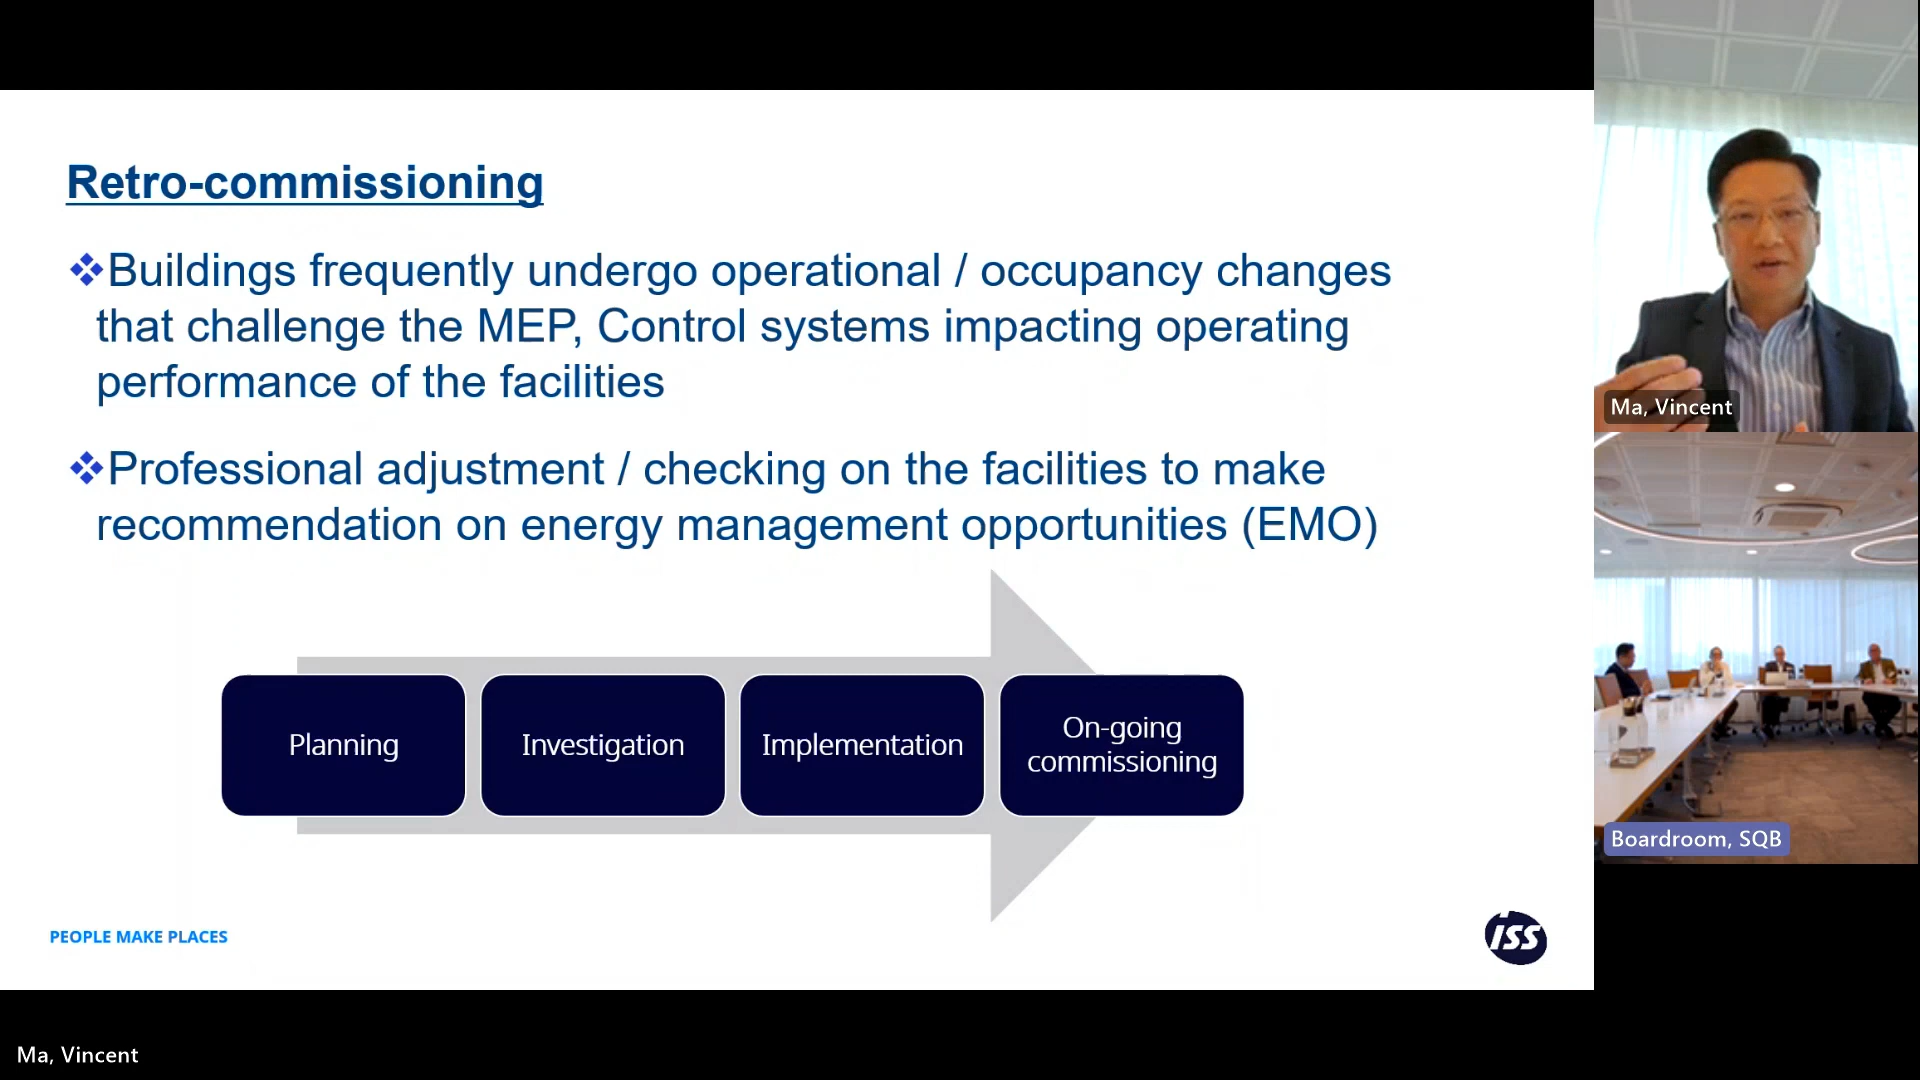 Retro-commissioning
❖Buildings frequently undergo operational / occupancy changes
that challenge the MEP, Control systems impacting operating
performance of the facilities
❖Professional adjustment / checking on the facilities to make
recommendation on energy management opportunities (EMO)
Planning
Investigation
Implementation
On-going
commissioning
PEOPLE MAKE PLACES
ISS
Ma, Vincent
Boardroom, SQB
Ma, Vincent